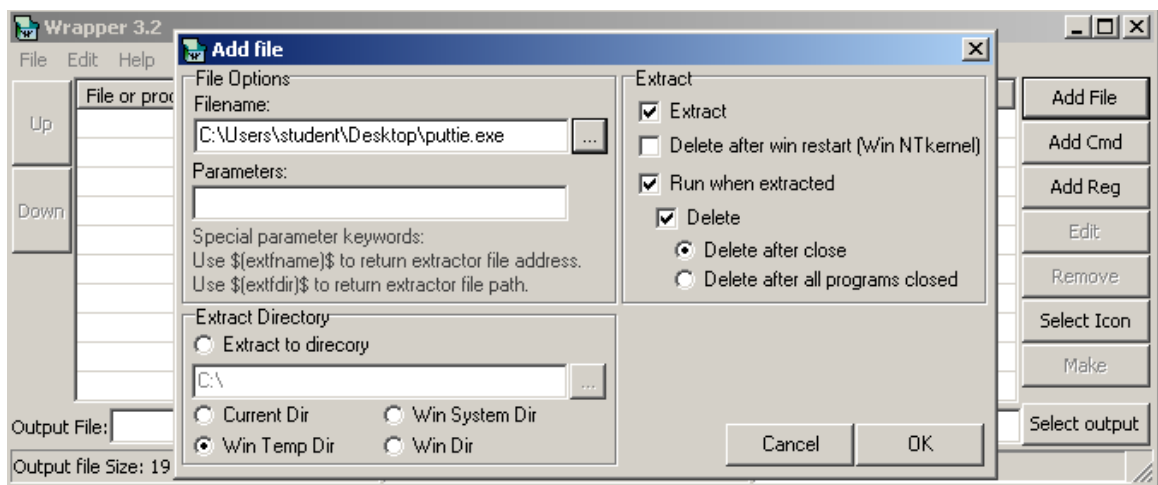 Wrapper 3.2
File Edit Help
Up
Down
File or proc
Output File:
Output file Size: 19
Add file
File Options
Filename:
C:\Users\student\Desktop\puttie.exe
...
Parameters:
Special parameter keywords:
Use $(extfname)$ to return extractor file address.
Use $(extfdir)$ to return extractor file path.
Extract Directory
Extract to direcory
C:\
...
Current Dir Win System Dir
Win Temp Dir Win Dir
Extract
Extract
Delete after win restart (Win NTkernel)
Run when extracted
Delete
Delete after close
Delete after all programs closed
Cancel OK
Add File
Add Cmd
Add Reg
Edit
Remove
Select Icon
Make
Select output